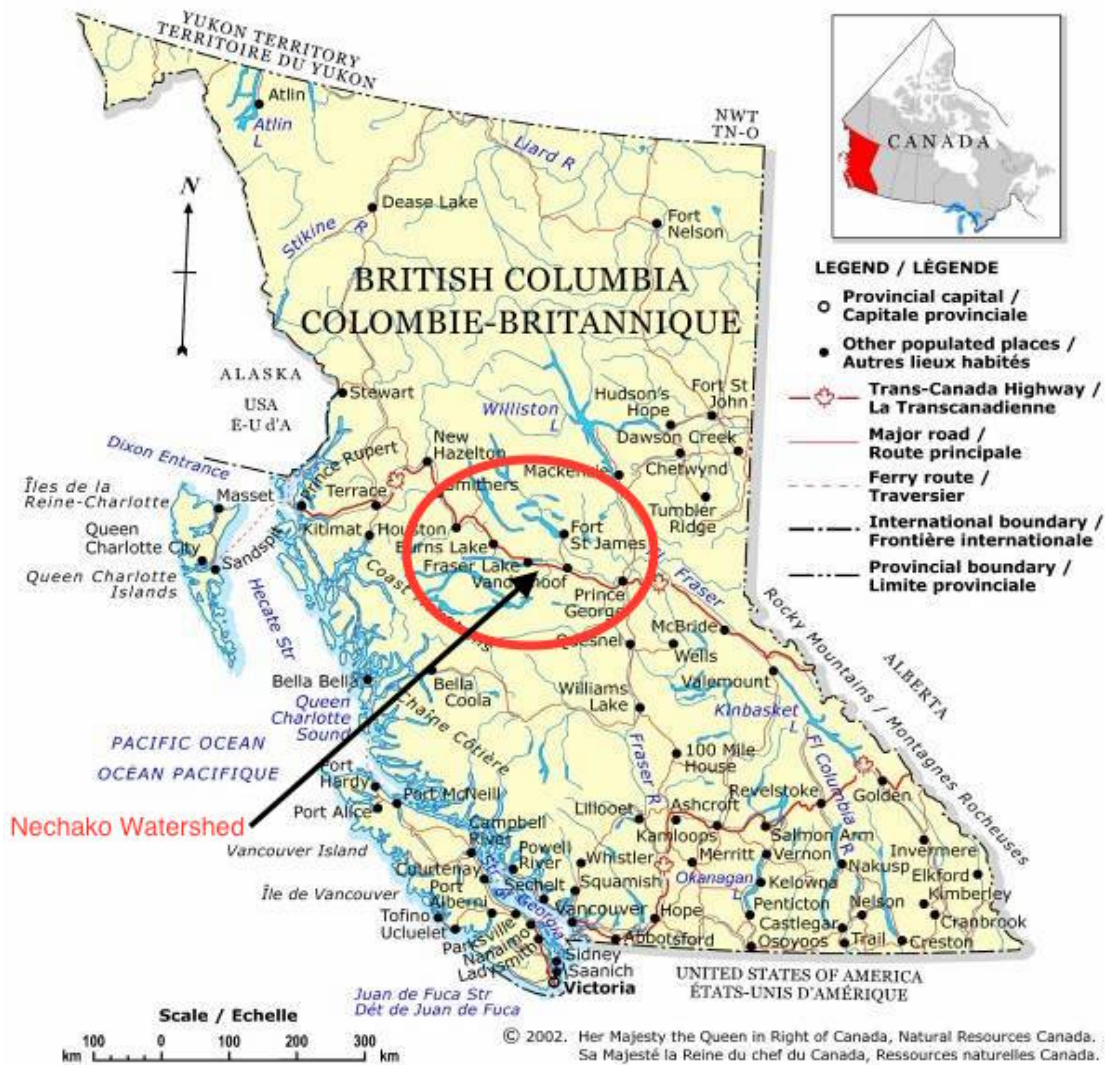 YUKON TERRITORY
TERRITOIRE DU YUKON
NWT
TN-O
Atlin
Atlin
L
Liard R
CANADA
N
Dease Lake
Fort
Nelson
Stikine
R
LEGEND / LÉGENDE
Provincial capital /
Capitale provinciale
Other populated places /
Autres lieux habités
Trans-Canada Highway /
La Transcanadienne
Major road /
Route principale
Ferry route /
Traversier
International boundary /
Frontière internationale
Provincial boundary /
Limite provinciale
BRITISH COLUMBIA
COLOMBIE-BRITANNIQUE
ALASKA
USA
É-U d'A
Stewart
Williston
L
Hudson's
Hope
Fort St
John
Dawson Creek
Chetwynd
Mackenzie
Tumbler
Ridge
Dixon Entrance
New
Hazelton
Smithers
Prince Rupert
Terrace
Îles de la
Reine-Charlotte
Masset
Queen
Charlotte City
Sandspit
Queen Charlotte
Islands
Kitimat
Houston
Burns Lake
Fraser Lake
Fort
St James
Vanderhoof
Prince
George
Fraser
McBride
Quesnel
Wells
Valemount
Hecate Str
Coast
Rocky Mountains / Montagnes Rocheuses
ALBERTA
Bella Bella
Bella
Coola
Williams
Lake
Kinbasket
L
Queen
Charlotte
Sound
Chaîne Côtière
PACIFIC OCEAN
OCÉAN PACIFIQUE
Fraser R
100 Mile
House
Fl Columbia
R
Revelstoke
Golden
Fort
Hardy
Port McNeill
Port Alice
Nechako Watershed
Lillooet
Ashcroft
Kamloops
Salmon Arm
Campbell
River
Powell
River
Vancouver Island
Whistler
Merritt
Vernon
Invermere
Courtenay
Sechelt
Squamish
Okanagan
L
Kelowna
Nakusp
Elkford
Kimberley
Île de Vancouver
Port
Alberni
Str. of Georgia
Vancouver
Hope
Penticton
Nelson
Cranbrook
Castlegar
Tofino
Ucluelet
Parksville
Nanaimo
Ladysmith
Abbotsford
Osoyoos
Trail
Creston
Sidney
Saanich
Victoria
UNITED STATES OF AMERICA
ÉTATS-UNIS D'AMÉRIQUE
Juan de Fuca Str
Dét de Juan de Fuca
Scale / Echelle
100 0 100 200 300
km km
© 2002. Her Majesty the Queen in Right of Canada, Natural Resources Canada.
Sa Majesté la Reine du chef du Canada, Ressources naturelles Canada.